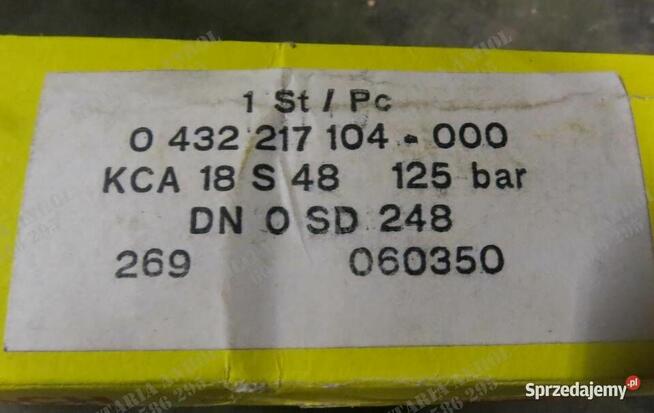 1 St / Pc
0 432 217 104 - 000
KCA 18 S 48 125 bar
DN 0 SD 248
269 060350
Sprzedajemy.pl